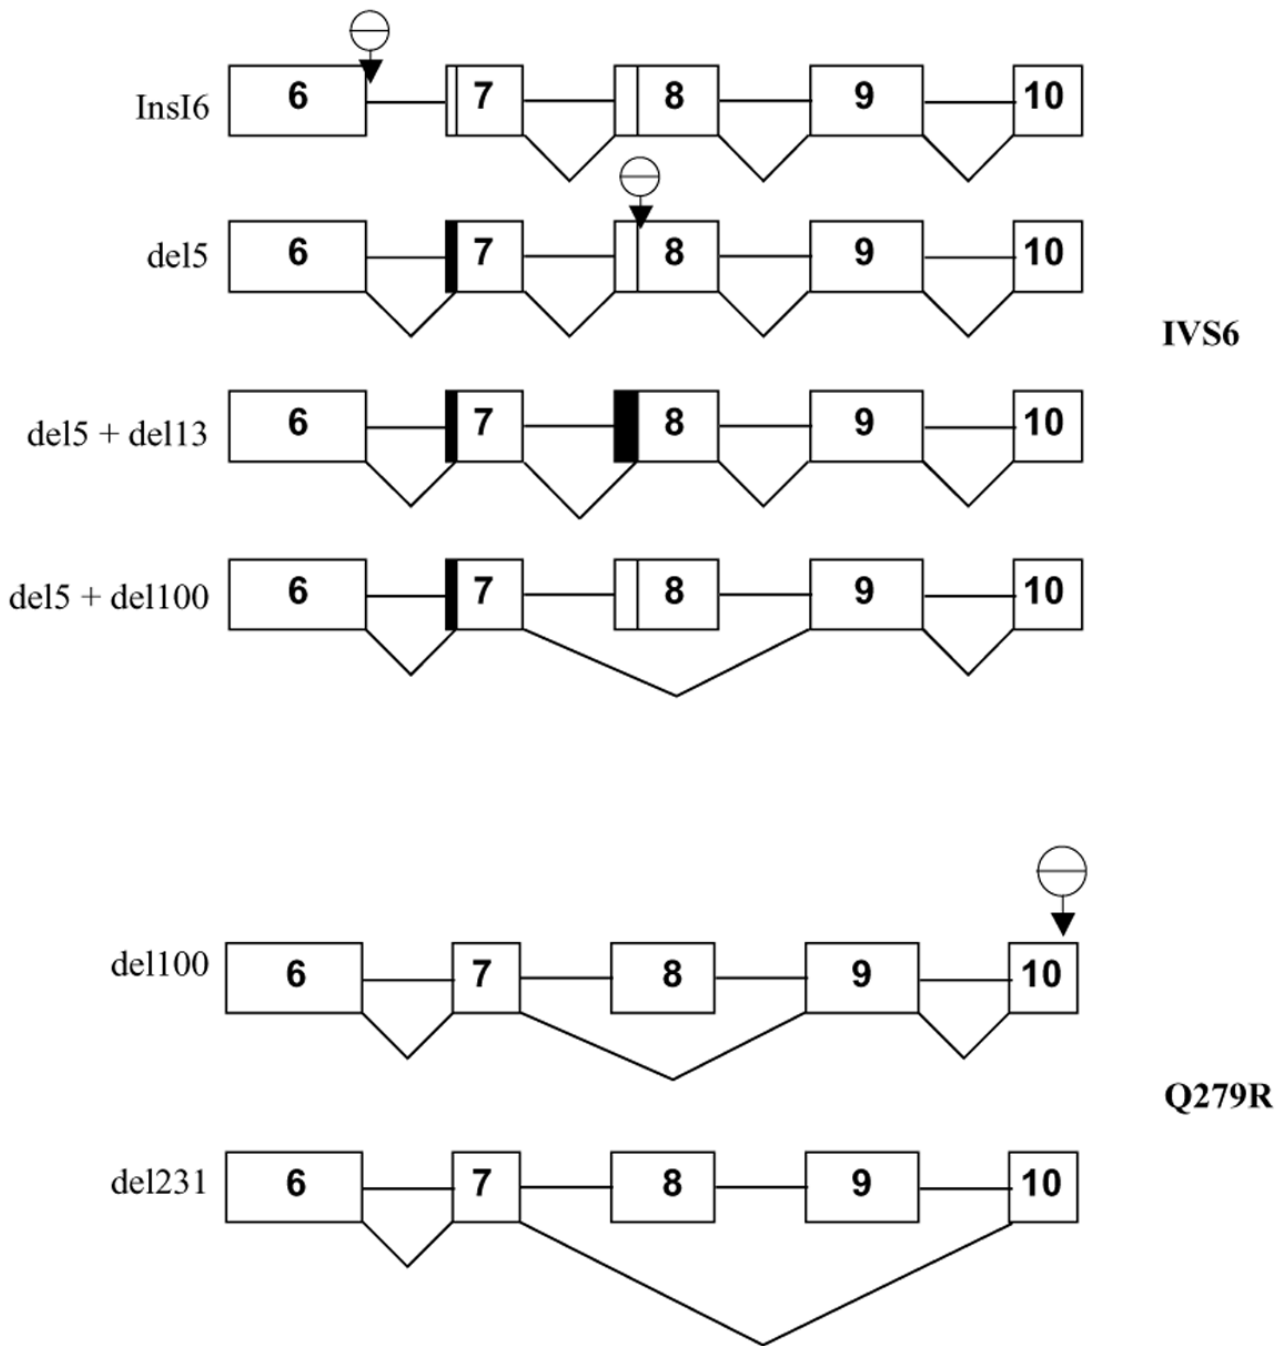 InsI6 6 7 8 9 10
del5 6 7 8 9 10
IVS6
del5 + del13 6 7 8 9 10
del5 + del100 6 7 8 9 10
del100 6 7 8 9 10
Q279R
del231 6 7 8 9 10